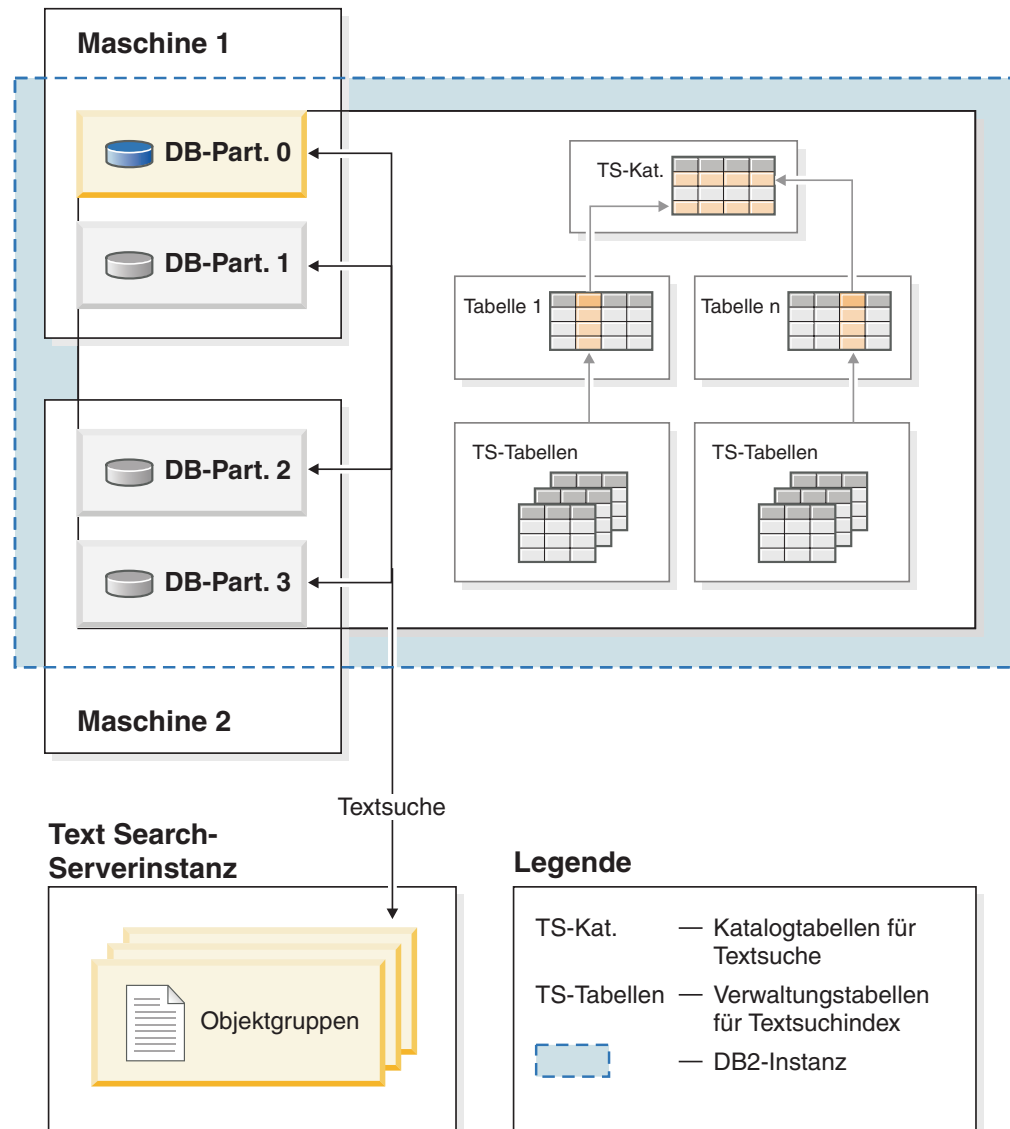 Maschine 1
DB-Part. 0
DB-Part. 1
TS-Kat.
Tabelle 1
Tabelle n
DB-Part. 2
DB-Part. 3
TS-Tabellen
TS-Tabellen
Maschine 2
Textsuche
Text Search-
Serverinstanz
Objektgruppen
Legende
TS-Kat. — Katalogtabellen für
Textsuche
TS-Tabellen — Verwaltungstabellen
für Textsuchindex
— DB2-Instanz